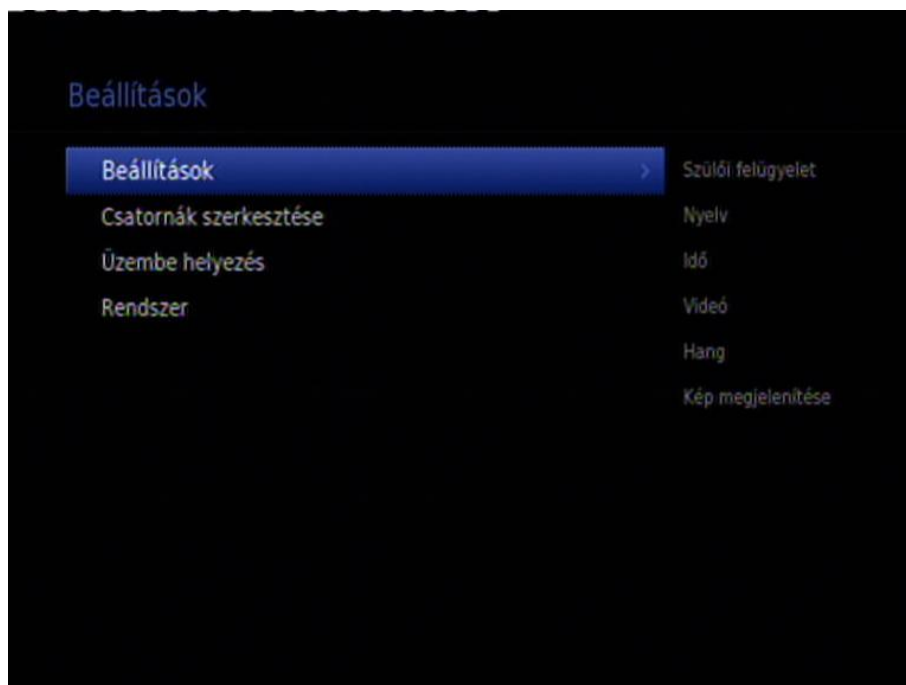 Beállítások
Beállítások
Szülői felügyelet
Csatornák szerkesztése
Nyelv
Üzembe helyezés
Idő
Rendszer
Videó
Hang
Kép megjelenítése